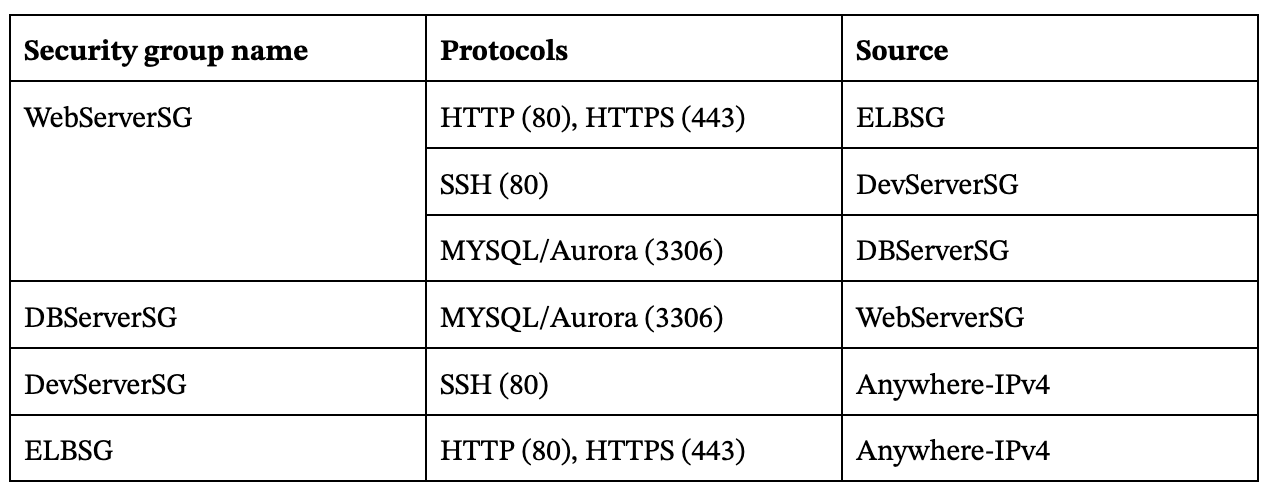 Security group name Protocols Source
WebServerSG HTTP (80), HTTPS (443) ELBSG
SSH (80) DevServerSG
MYSQL/Aurora (3306) DBServerSG
DBServerSG MYSQL/Aurora (3306) WebServerSG
DevServerSG SSH (80) Anywhere-IPv4
ELBSG HTTP (80), HTTPS (443) Anywhere-IPv4